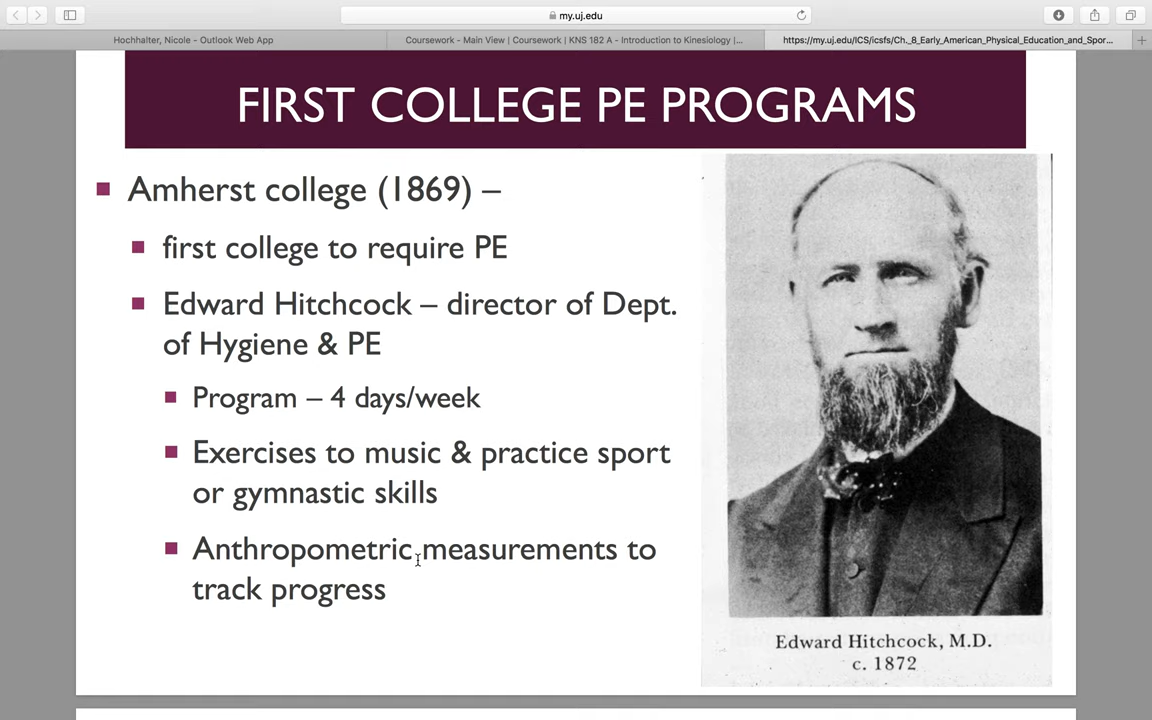 my.uj.edu
Hochhalter, Nicole - Outlook Web App
Coursework - Main View | Coursework | KNS 182 A - Introduction to Kinesiology |...
https://my.uj.edu/ICS/icsfs/Ch._8_Early_American_Physical_Education_and_Spor...
FIRST COLLEGE PE PROGRAMS
Amherst college (1869) –
first college to require PE
Edward Hitchcock – director of Dept.
of Hygiene & PE
Program – 4 days/week
Exercises to music & practice sport
or gymnastic skills
Anthropometric measurements to
track progress
Edward Hitchcock, M.D.
c. 1872